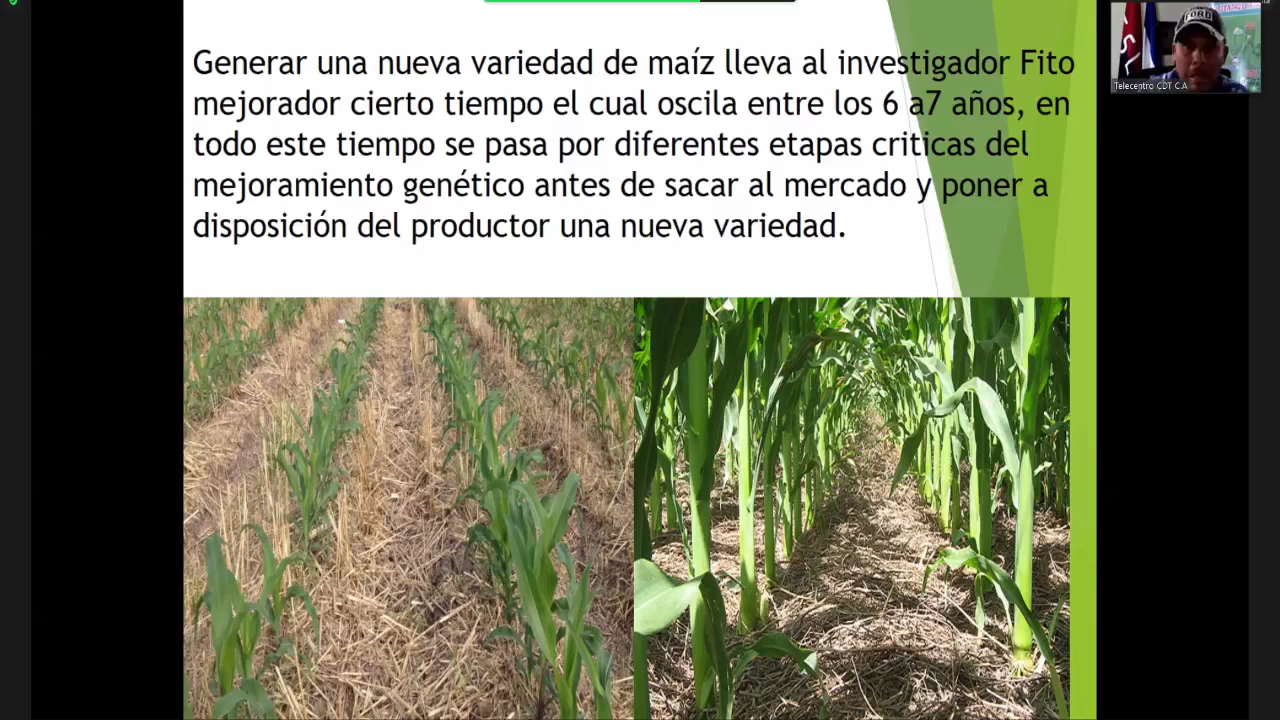 Generar una nueva variedad de maíz lleva al investigador Fito
mejorador cierto tiempo el cual oscila entre los 6 a7 años, en
todo este tiempo se pasa por diferentes etapas criticas del
mejoramiento genético antes de sacar al mercado y poner a
disposición del productor una nueva variedad.
FORD
Telecentro CDT C.A